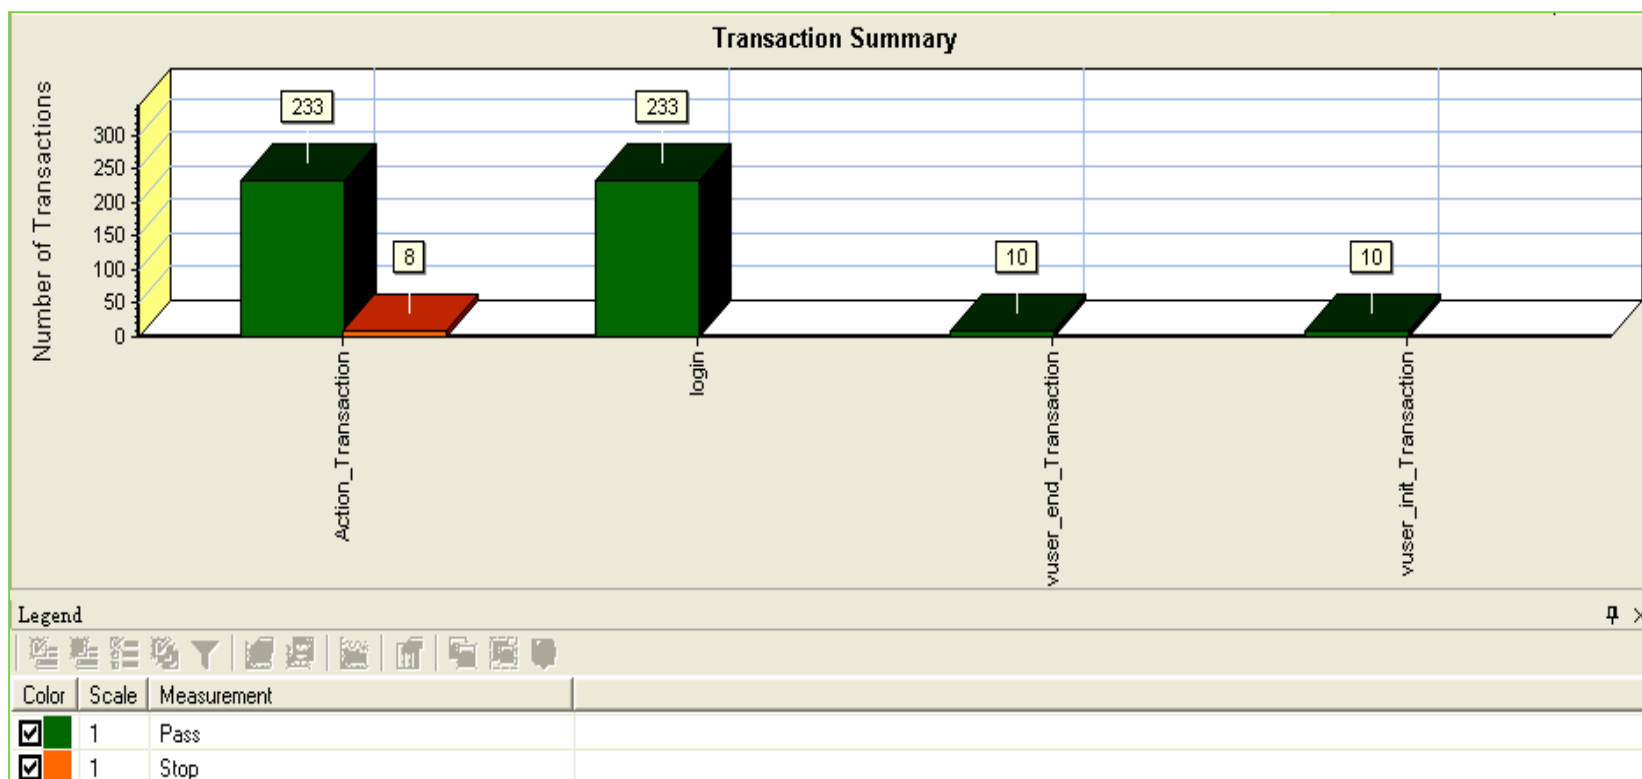 Transaction Summary
Number of Transactions
300
250
200
150
100
50
0
233
8
233
10
10
Action_Transaction
login
vuser_end_Transaction
vuser_init_Transaction
Legend
Color Scale Measurement
1 Pass
1 Stop